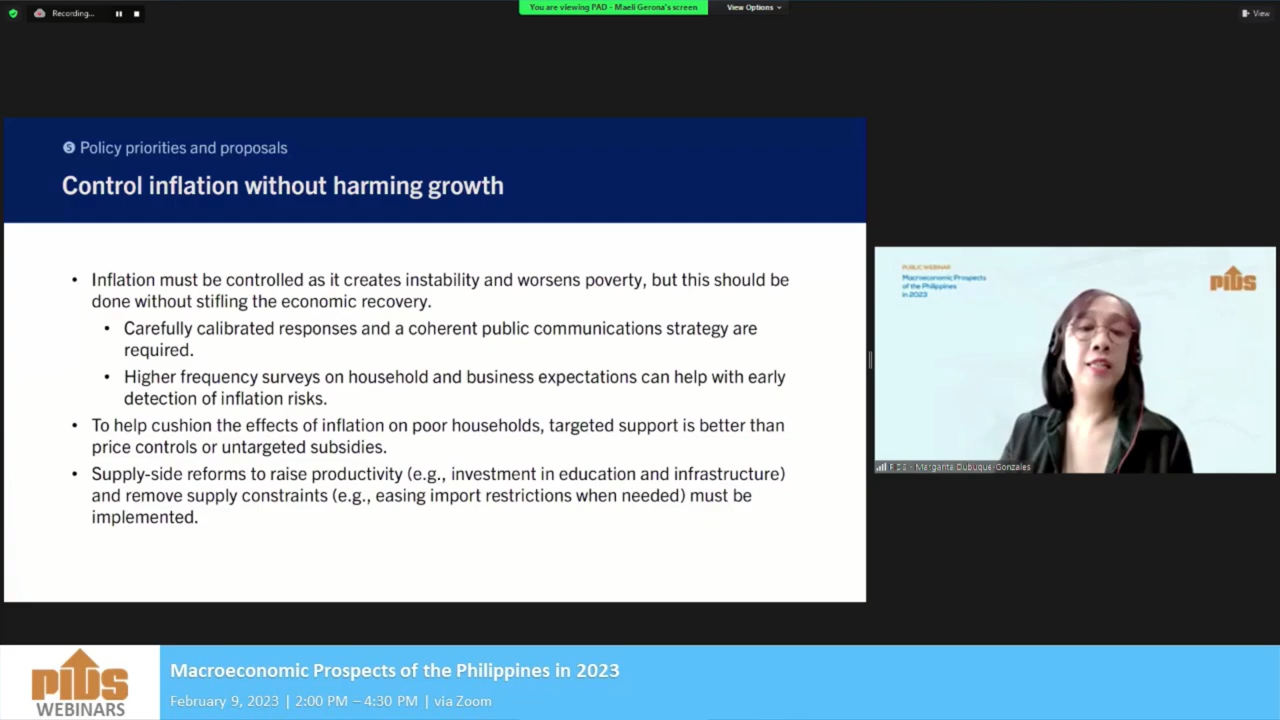 Recording...
You are viewing PAD - Maeli Gerona's screen
View Options
View
5 Policy priorities and proposals
Control inflation without harming growth
• Inflation must be controlled as it creates instability and worsens poverty, but this should be
done without stifling the economic recovery.
• Carefully calibrated responses and a coherent public communications strategy are
required.
• Higher frequency surveys on household and business expectations can help with early
detection of inflation risks.
• To help cushion the effects of inflation on poor households, targeted support is better than
price controls or untargeted subsidies.
• Supply-side reforms to raise productivity (e.g., investment in education and infrastructure)
and remove supply constraints (e.g., easing import restrictions when needed) must be
implemented.
PUBLIC WEBINAR
Macroeconomic Prospects
of the Philippines
in 2023
PIDS
Margarita Dubuque-Gonzales
PIDS
WEBINARS
Macroeconomic Prospects of the Philippines in 2023
February 9, 2023 | 2:00 PM – 4:30 PM | via Zoom